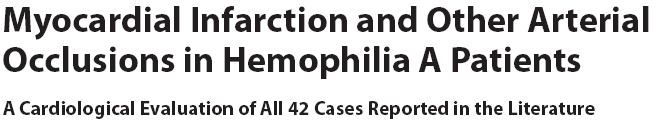 Myocardial Infarction and Other Arterial
Occlusions in Hemophilia A Patients
A Cardiological Evaluation of All 42 Cases Reported in the Literature